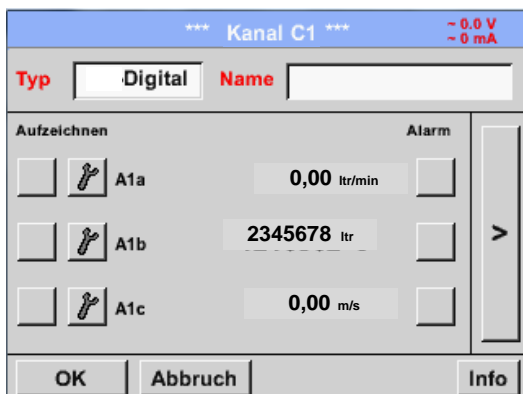 *** Kanal C1 ***
~ 0.0 V
~ 0 mA
Typ Digital Name
Aufzeichnen Alarm
A1a 0,00 ltr/min
A1b 2345678 ltr
A1c 0,00 m/s
>
OK Abbruch Info